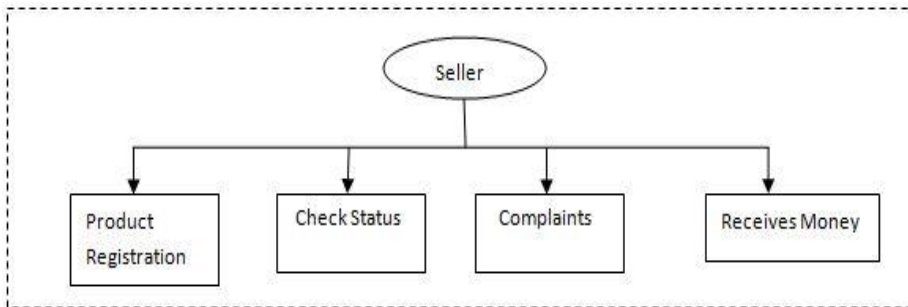 Seller
Product
Registration
Check Status
Complaints
Receives Money